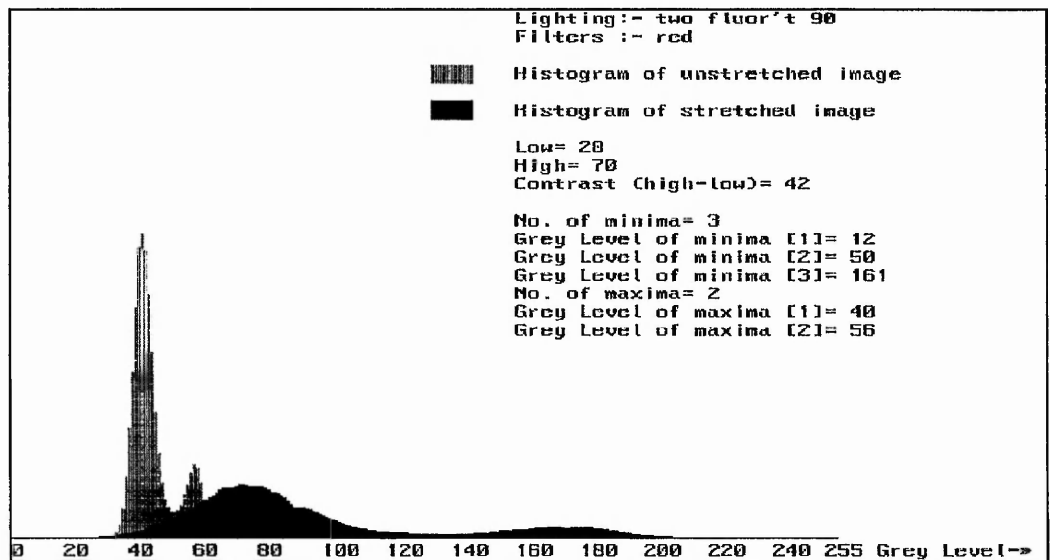 Lighting:- two fluor't 90
Filters :- red
Histogram of unstretched image
Histogram of stretched image
Low= 28
High= 70
Contrast (high-low)= 42
No. of minima= 3
Grey Level of minima [1]= 12
Grey Level of minima [2]= 50
Grey Level of minima [3]= 161
No. of maxima= 2
Grey Level of maxima [1]= 40
Grey Level of maxima [2]= 56
0 20 40 60 80 100 120 140 160 180 200 220 240 255 Grey Level-»